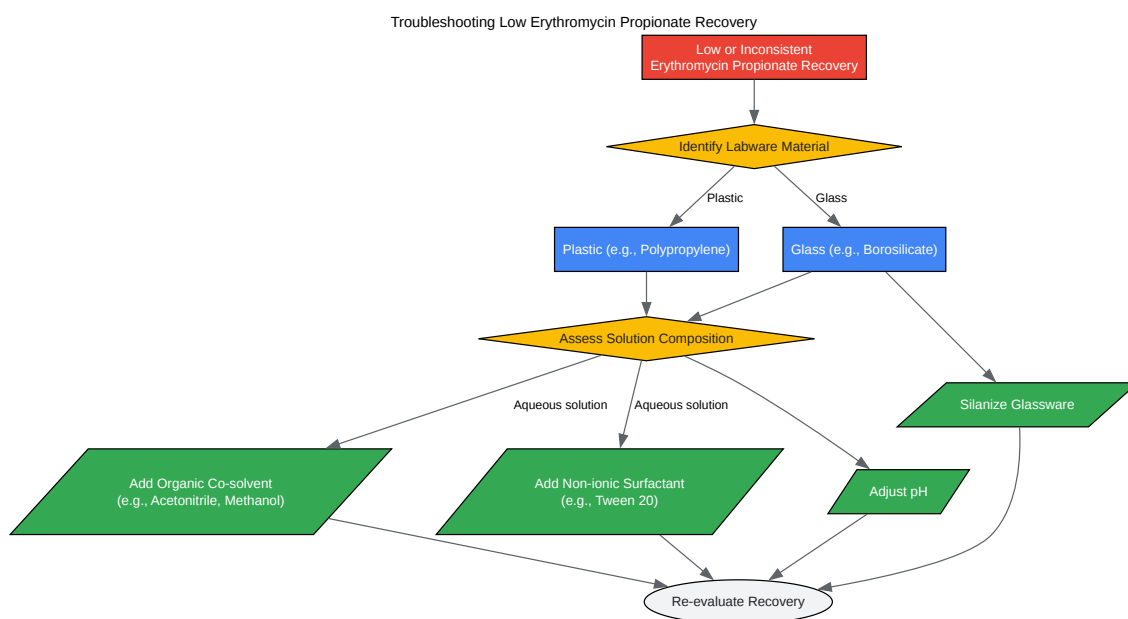 Troubleshooting Low Erythromycin Propionate Recovery
Low or Inconsistent
Erythromycin Propionate Recovery
Identify Labware Material
Plastic
Glass
Plastic (e.g., Polypropylene)
Glass (e.g., Borosilicate)
Assess Solution Composition
Aqueous solution
Aqueous solution
Silanize Glassware
Add Organic Co-solvent
(e.g., Acetonitrile, Methanol)
Add Non-ionic Surfactant
(e.g., Tween 20)
Adjust pH
Re-evaluate Recovery